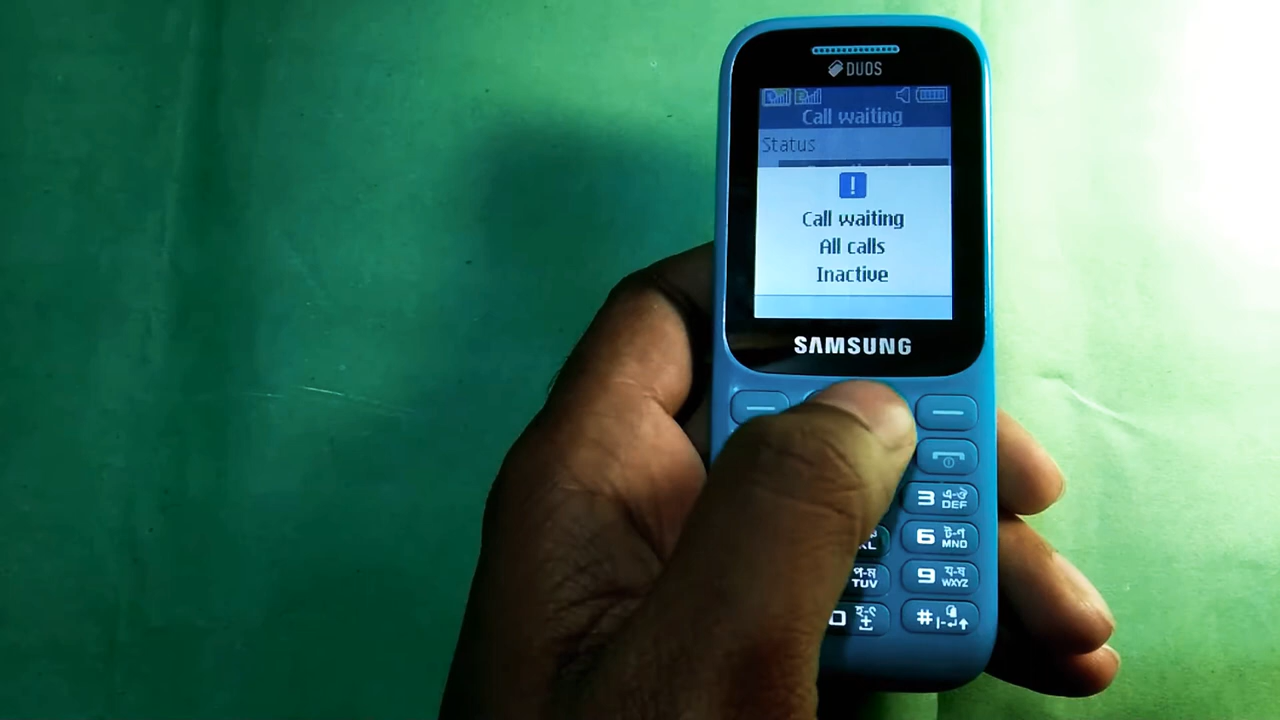 DUOS
Call waiting
Status
Call waiting
All calls
Inactive
SAMSUNG
3 এ-ঔ
DEF
6 ট-ণ
MNO
প-ম
TUV
9 য-ষ
WXYZ
#